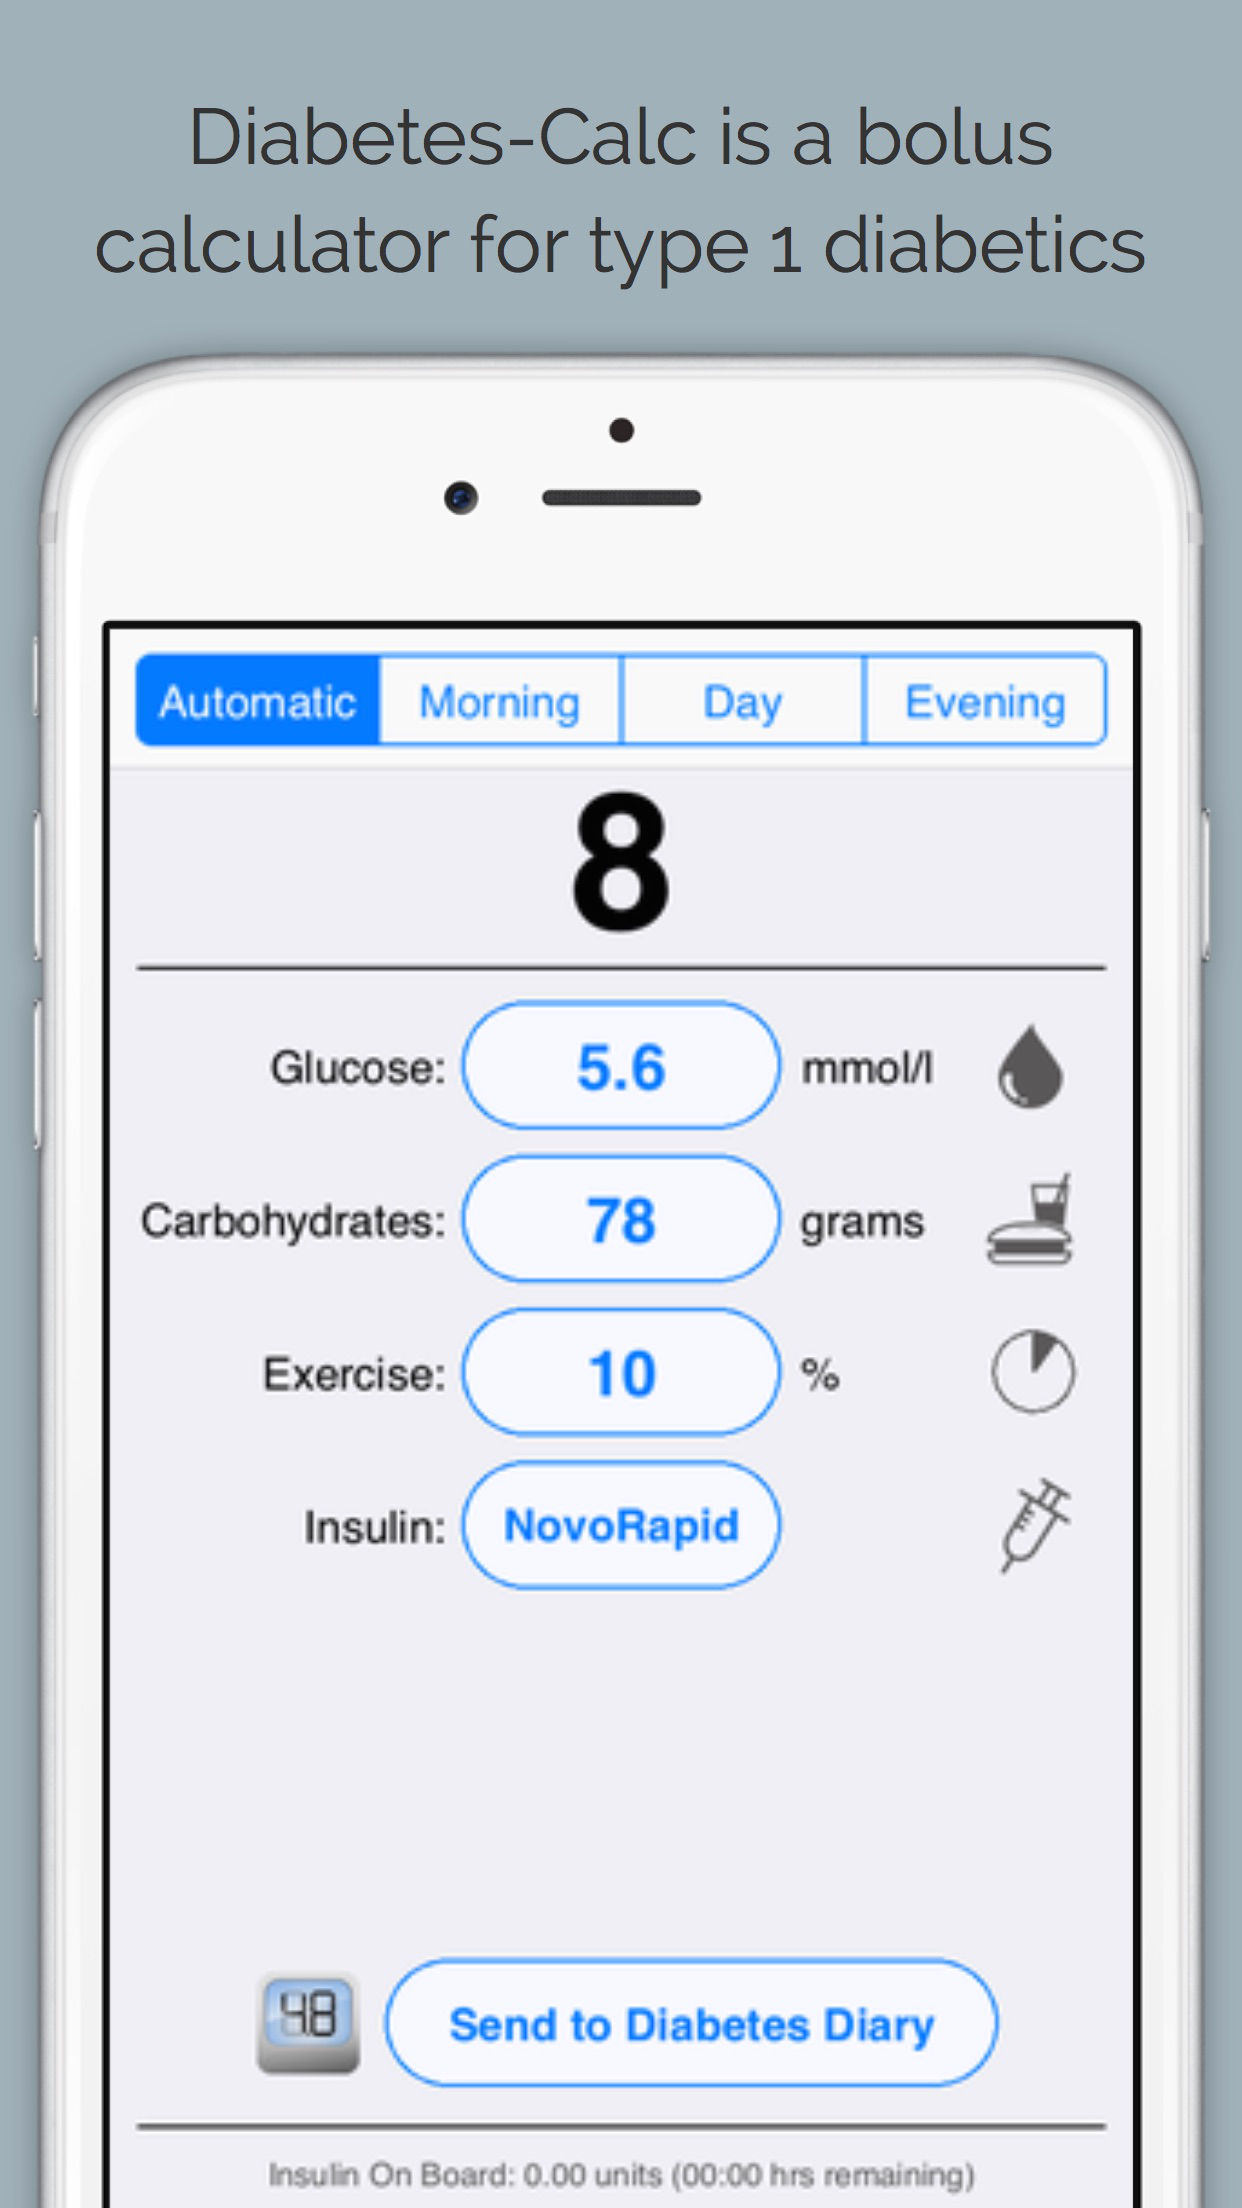 Diabetes-Calc is a bolus
calculator for type 1 diabetics
Automatic Morning Day Evening
8
Glucose: 5.6 mmol/l
Carbohydrates: 78 grams
Exercise: 10 %
Insulin: NovoRapid
48 Send to Diabetes Diary
Insulin On Board: 0.00 units (00:00 hrs remaining)